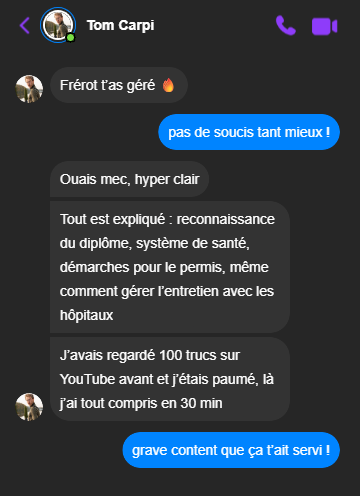 Tom Carpi
Frérot t'as géré 🔥
pas de soucis tant mieux !
Ouais mec, hyper clair
Tout est expliqué : reconnaissance
du diplôme, système de santé,
démarches pour le permis, même
comment gérer l'entretien avec les
hôpitaux
J'avais regardé 100 trucs sur
YouTube avant et j'étais paumé, là
j'ai tout compris en 30 min
grave content que ça t'ait servi !